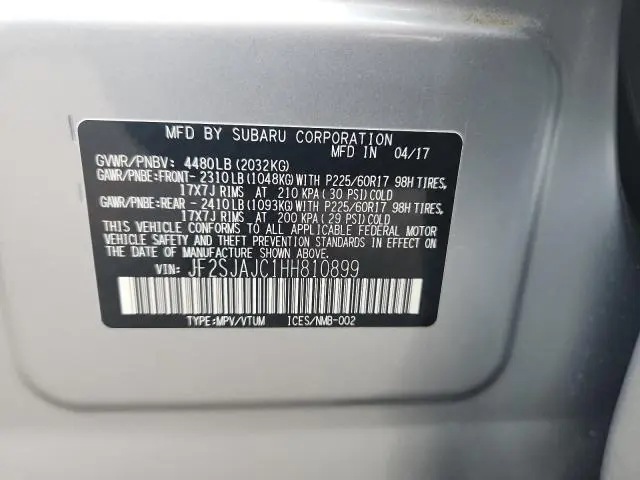 MFD BY SUBARU CORPORATION
MFD IN 04/17
GVWR/PNBV: 4480LB(2032KG)
GAWR/PNBE:FRONT-2310LB(1048KG)WITH P225/60R17 98H TIRES,
17X7J RIMS AT 210 KPA(30 PSI)COLD
GAWR/PNBE:REAR -2410LB(1093KG)WITH P225/60R17 98H TIRES,
17X7J RIMS AT 200 KPA(29 PSI)COLD
THIS VEHICLE CONFORMS TO ALL APPLICABLE FEDERAL MOTOR
VEHICLE SAFETY AND THEFT PREVENTION STANDARDS IN EFFECT ON
THE DATE OF MANUFACTURE SHOWN ABOVE.
VIN: JF2SJAJC1HH810899
TYPE:MPV/VTUM ICES/NMB-002